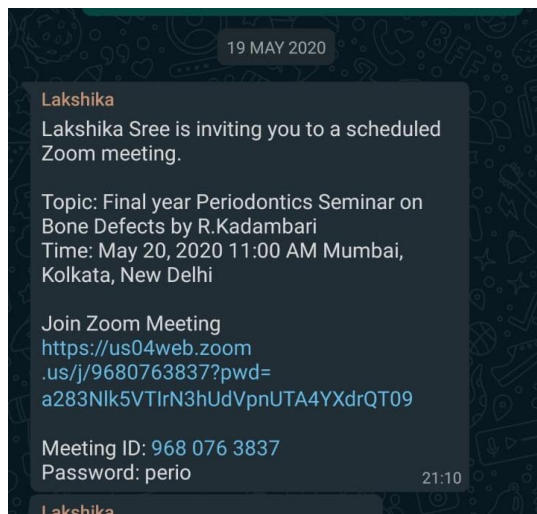 19 MAY 2020
Lakshika
Lakshika Sree is inviting you to a scheduled
Zoom meeting.
Topic: Final year Periodontics Seminar on
Bone Defects by R.Kadambari
Time: May 20, 2020 11:00 AM Mumbai,
Kolkata, New Delhi
Join Zoom Meeting
https://us04web.zoom
.us/j/9680763837?pwd=
a283Nlk5VTIrN3hUdVpnUTA4YXdrQT09
Meeting ID: 968 076 3837
Password: perio
21:10
Lakshika